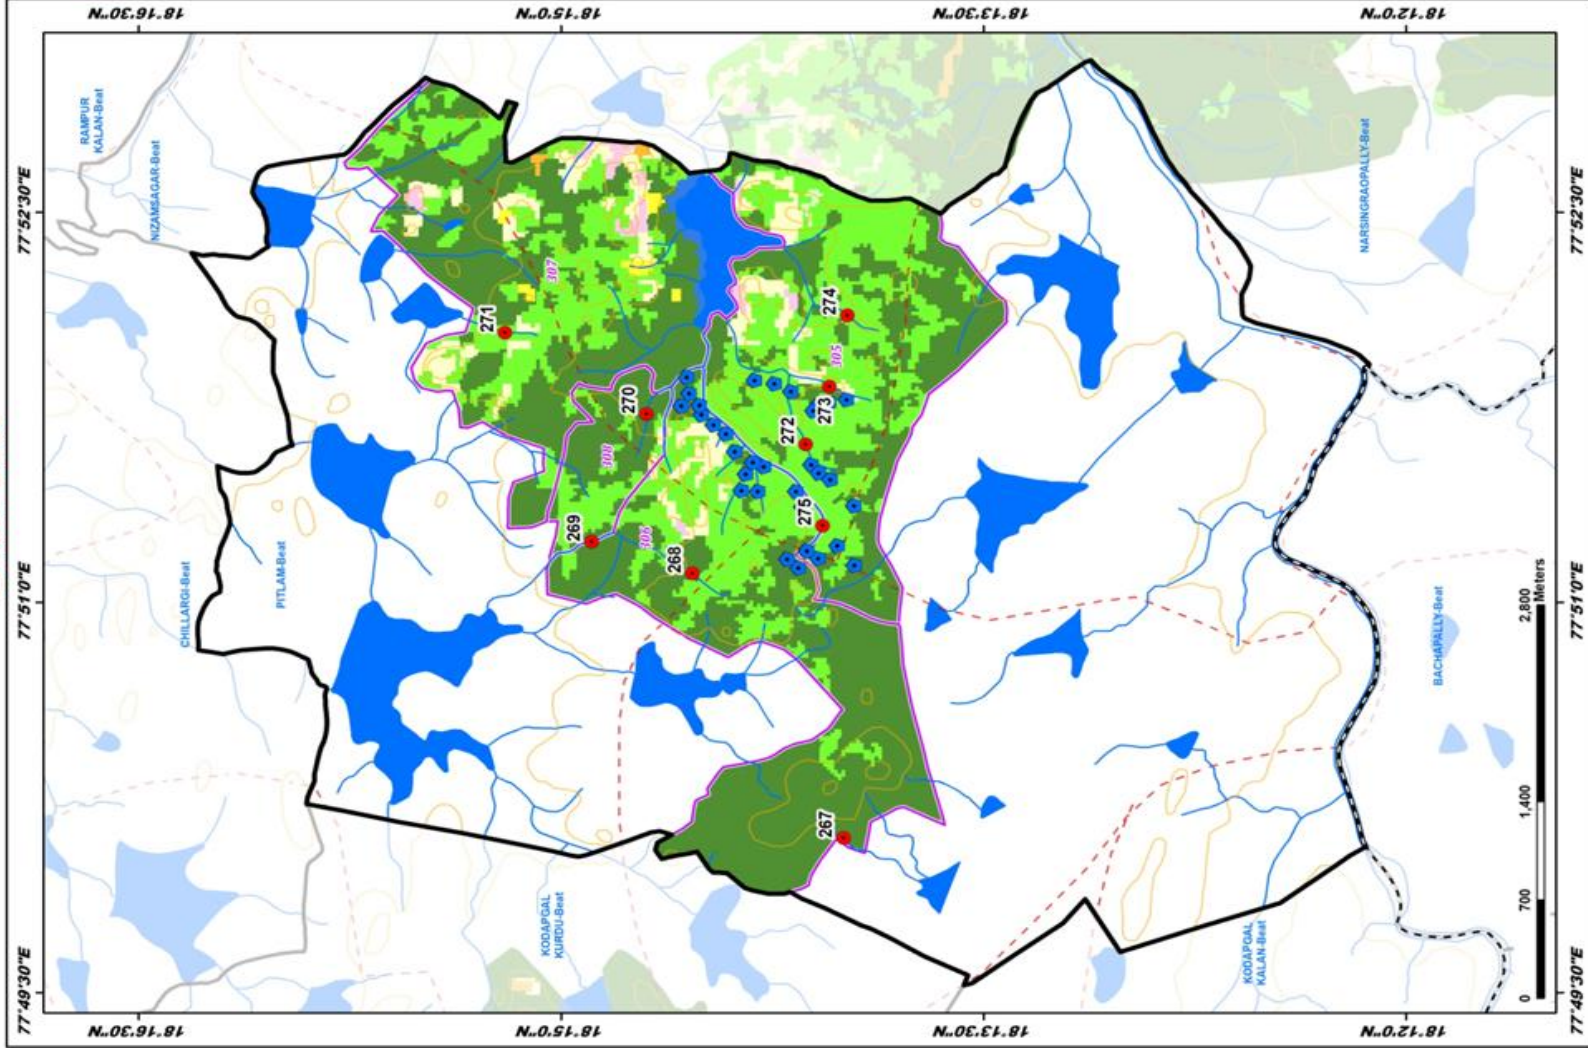 77°49'30"E
77°51'0"E
77°52'30"E
18°16'30"N
18°16'30"N
RAMPUR
KALAN-Beat
NIZAMSAGAR-Beat
CHILLARGI-Beat
PITLAM-Beat
271
307
270
308
269
306
268
18°15'0"N
18°15'0"N
KODAPGAL
KURDU-Beat
274
305
273
272
275
267
18°13'30"N
18°13'30"N
NARSINGRAOPALLY-Beat
KODAPGAL
KALAN-Beat
BACHAPALLY-Beat
18°12'0"N
18°12'0"N
0 700 1,400 2,800
Meters
77°49'30"E
77°51'0"E
77°52'30"E